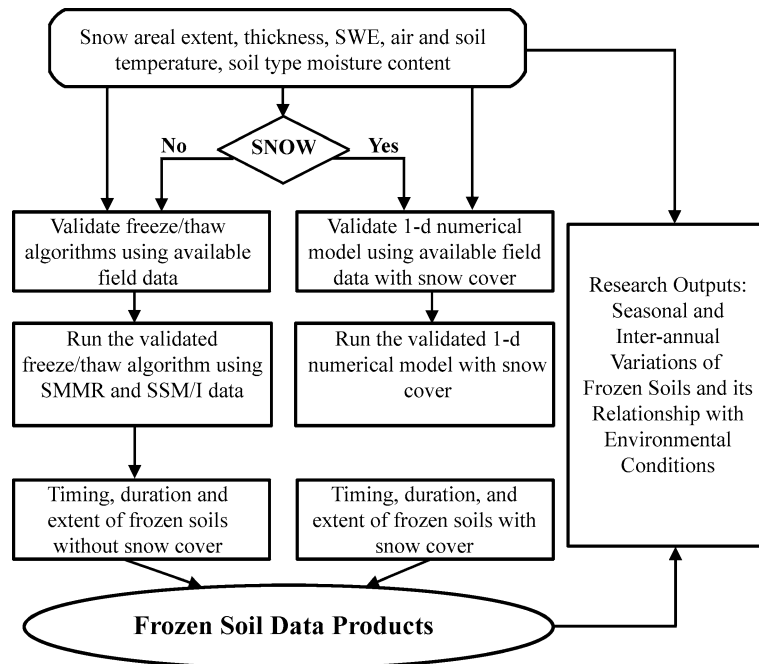 Snow areal extent, thickness, SWE, air and soil
temperature, soil type moisture content
No
SNOW
Yes
Validate freeze/thaw
algorithms using available
field data
Validate 1-d numerical
model using available field
data with snow cover
Run the validated
freeze/thaw algorithm using
SMMR and SSM/I data
Run the validated 1-d
numerical model with snow
cover
Timing, duration and
extent of frozen soils
without snow cover
Timing, duration, and
extent of frozen soils with
snow cover
Frozen Soil Data Products
Research Outputs:
Seasonal and
Inter-annual
Variations of
Frozen Soils and its
Relationship with
Environmental
Conditions